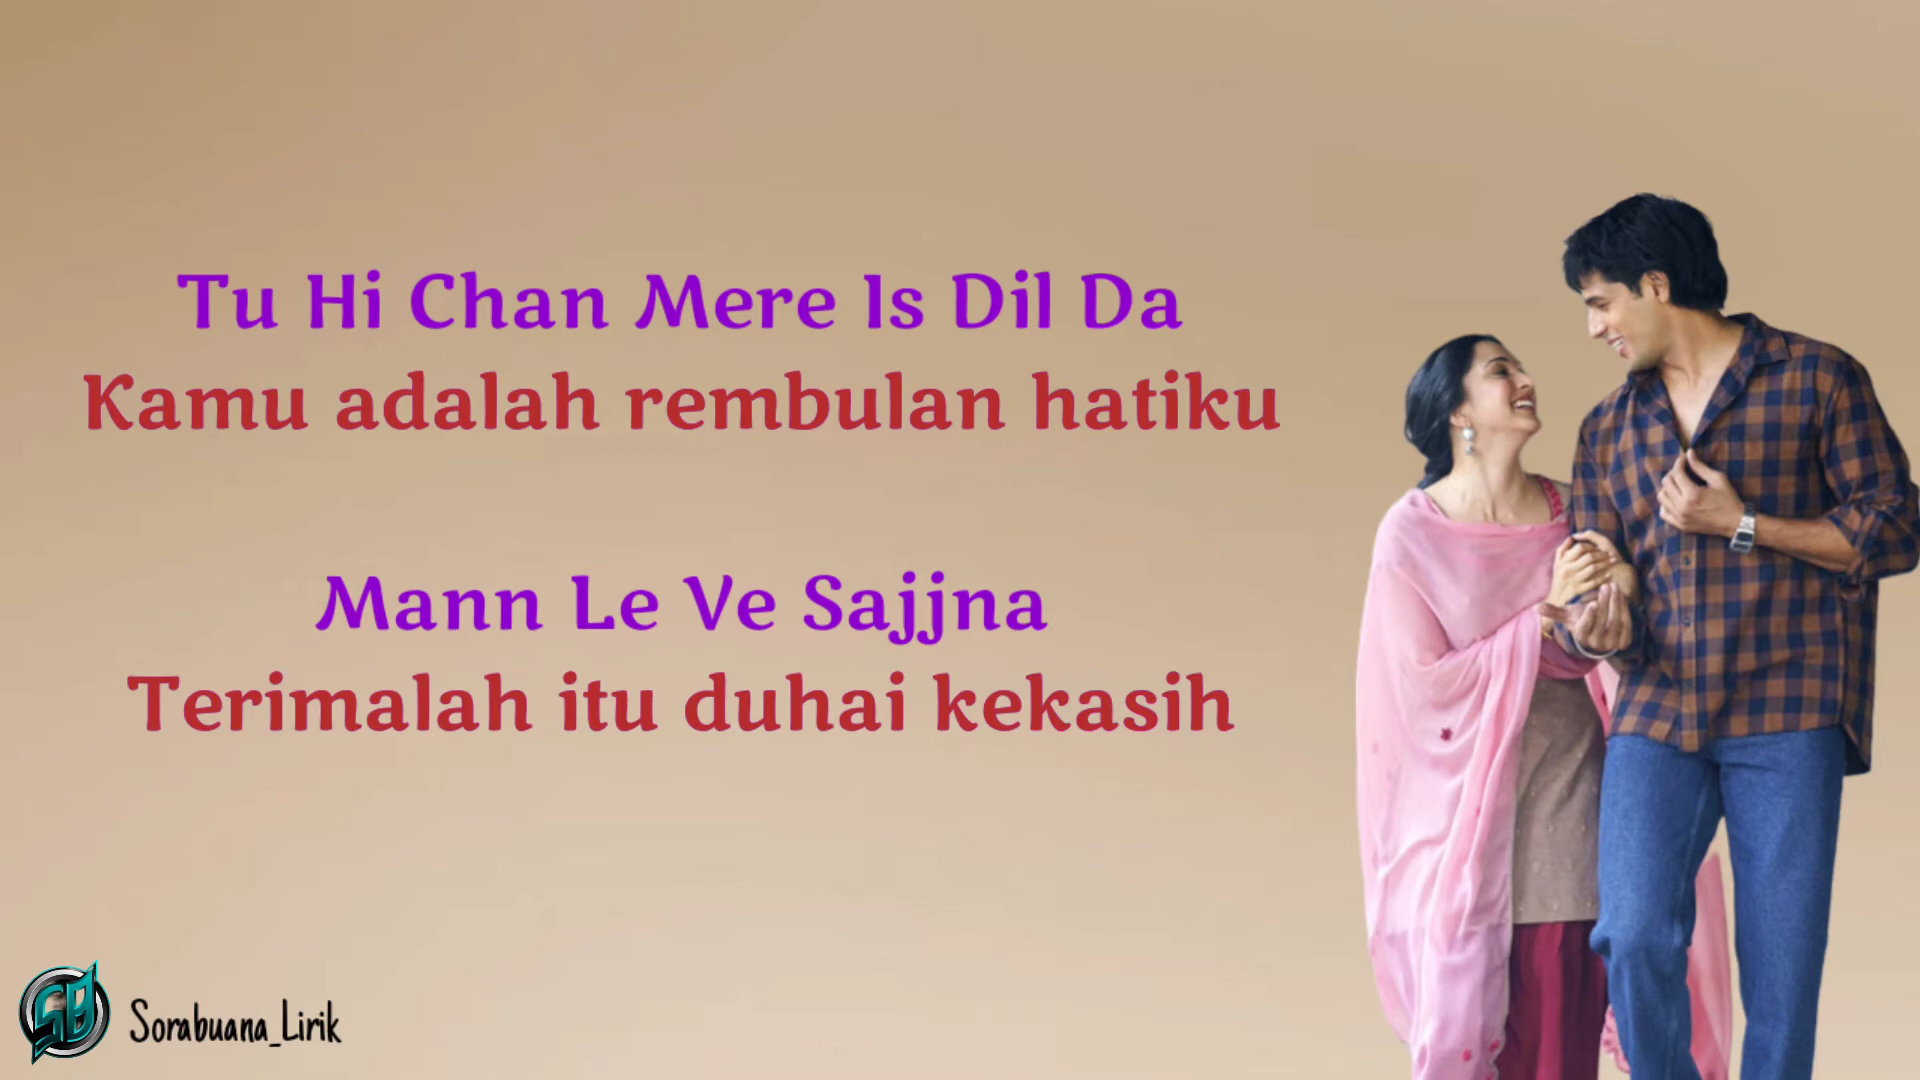 Tu Hi Chan Mere Is Dil Da
Kamu adalah rembulan hatiku
Mann Le Ve Sajjna
Terimalah itu duhai kekasih
Sorabuana_Lirik